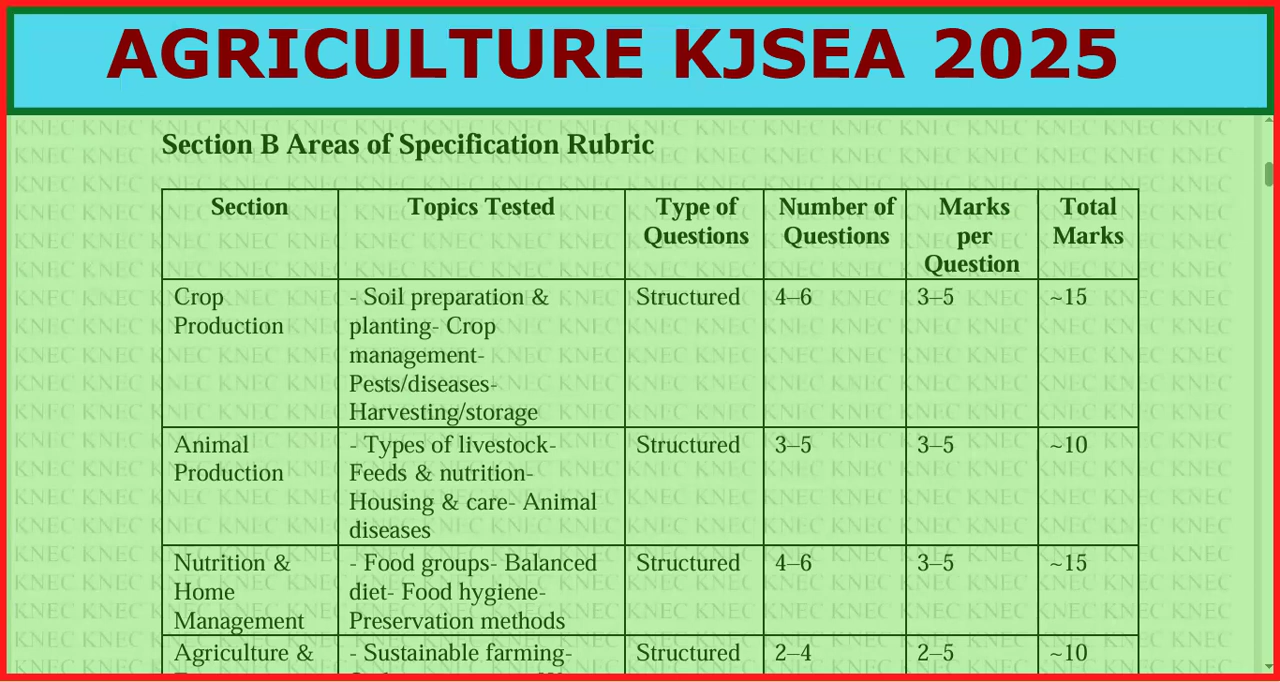 AGRICULTURE KJSEA 2025
Section B Areas of Specification Rubric
Section Topics Tested Type of Questions Number of Questions Marks per Question Total Marks
Crop Production
- Soil preparation &
planting- Crop
management-
Pests/diseases-
Harvesting/storage
Structured 4–6 3–5 ~15
Animal Production
- Types of livestock-
Feeds & nutrition-
Housing & care- Animal
diseases
Structured 3–5 3–5 ~10
Nutrition &
Home
Management
- Food groups- Balanced
diet- Food hygiene-
Preservation methods
Structured 4–6 3–5 ~15
Agriculture &
- Sustainable farming-
Structured 2–4 2–5 ~10